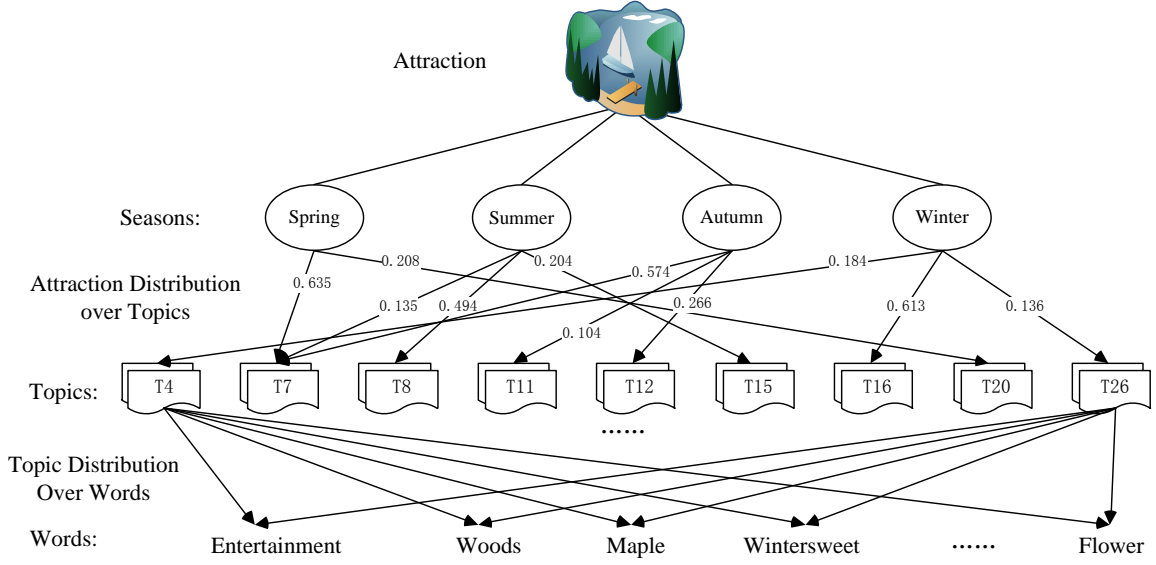 Attraction
Seasons:
Spring
Summer
Autumn
Winter
Attraction Distribution
over Topics
0.208
0.204
0.184
0.635
0.574
0.135
0.494
0.266
0.613
0.136
0.104
Topics:
T4
T7
T8
T11
T12
T15
T16
T20
T26
……
Topic Distribution
Over Words
Words:
Entertainment
Woods
Maple
Wintersweet
……
Flower